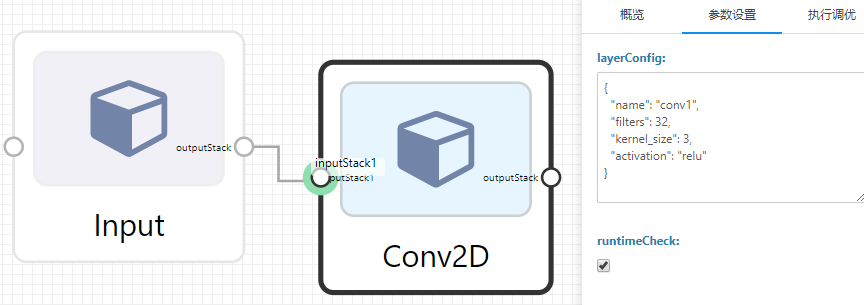 outputStack
Input
inputStack1
inputStack1
outputStack
Conv2D
概览
参数设置
执行调优
layerConfig:
{
"name": "conv1",
"filters": 32,
"kernel_size": 3,
"activation": "relu"
}
runtimeCheck: